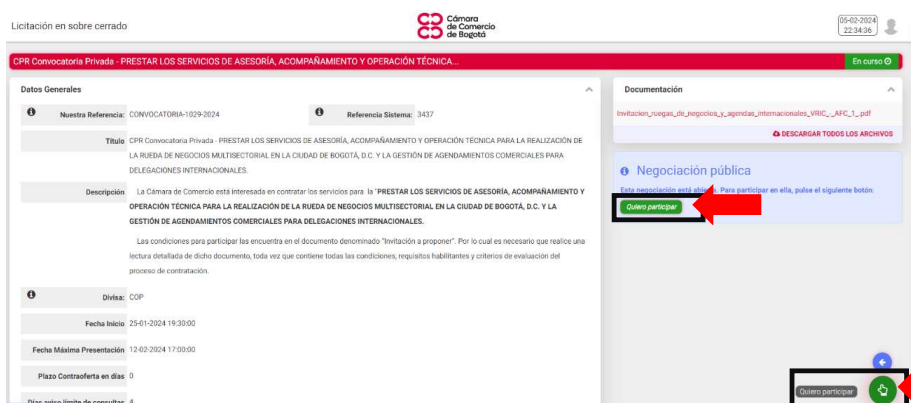 Licitación en sobre cerrado
Cámara
de Comercio
de Bogotá
05-02-2024
22:34:36
CPR Convocatoria Privada - PRESTAR LOS SERVICIOS DE ASESORÍA, ACOMPAÑAMIENTO Y OPERACIÓN TÉCNICA...
En curso
Datos Generales
Nuestra Referencia: CONVOCATORIA-1029-2024
Referencia Sistema: 3437
Título CPR Convocatoria Privada - PRESTAR LOS SERVICIOS DE ASESORÍA, ACOMPAÑAMIENTO Y OPERACIÓN TÉCNICA PARA LA REALIZACIÓN DE
LA RUEDA DE NEGOCIOS MULTISECTORIAL EN LA CIUDAD DE BOGOTÁ, D.C. Y LA GESTIÓN DE AGENDAMIENTOS COMERCIALES PARA
DELEGACIONES INTERNACIONALES.
Descripción La Cámara de Comercio está interesada en contratar los servicios para la "PRESTAR LOS SERVICIOS DE ASESORÍA, ACOMPAÑAMIENTO Y
OPERACIÓN TÉCNICA PARA LA REALIZACIÓN DE LA RUEDA DE NEGOCIOS MULTISECTORIAL EN LA CIUDAD DE BOGOTÁ, D.C. Y LA
GESTIÓN DE AGENDAMIENTOS COMERCIALES PARA DELEGACIONES INTERNACIONALES.
Las condiciones para participar las encuentra en el documento denominado "Invitación a proponer". Por lo cual es necesario que realice una
lectura detallada de dicho documento, toda vez que contiene todas las condiciones, requisitos habilitantes y criterios de evaluación del
proceso de contratación.
Divisa: COP
Fecha Inicio 25-01-2024 19:30:00
Fecha Máxima Presentación 12-02-2024 17:00:00
Plazo Contraoferta en días 0
Días aviso límite de consultas 4
Documentación
Invitacion_ruegas_de_negocios_y_agendas_internacionales_VRIC_-_AFC_1_.pdf
DESCARGAR TODOS LOS ARCHIVOS
Negociación pública
Esta negociación está abierta. Para participar en ella, pulse el siguiente botón:
Quiero participar
Quiero participar